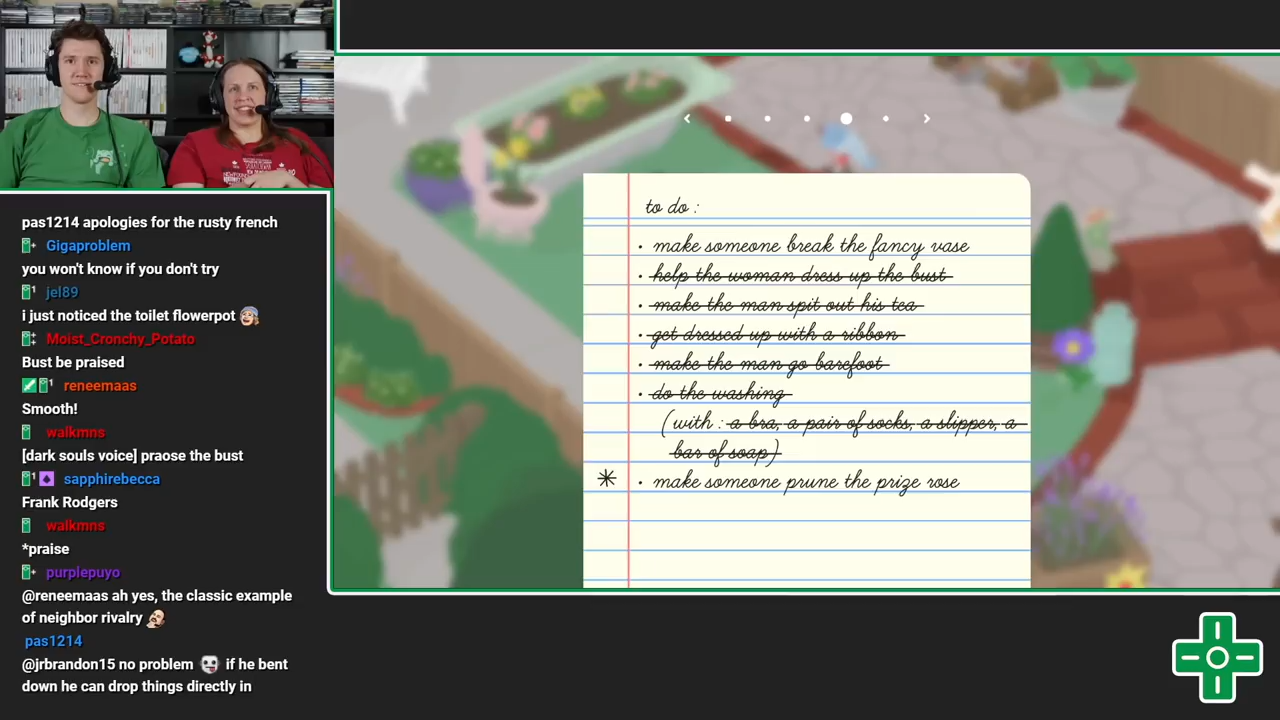 pas1214 apologies for the rusty french
Gigaproblem
you won't know if you don't try
jel89
i just noticed the toilet flowerpot
Moist_Cronchy_Potato
Bust be praised
reneemaas
Smooth!
walkmns
[dark souls voice] praose the bust
sapphirebecca
Frank Rodgers
walkmns
*praise
purplepuyo
@reneemaas ah yes, the classic example
of neighbor rivalry
pas1214
@jrbrandon15 no problem if he bent
down he can drop things directly in
to do :
• make someone break the fancy vase
• help the woman dress up the bust
• make the man spit out his tea
• get dressed up with a ribbon
• make the man go barefoot
• do the washing
(with : a bra, a pair of socks, a slipper, a
bar of soap)
• make someone prune the prize rose